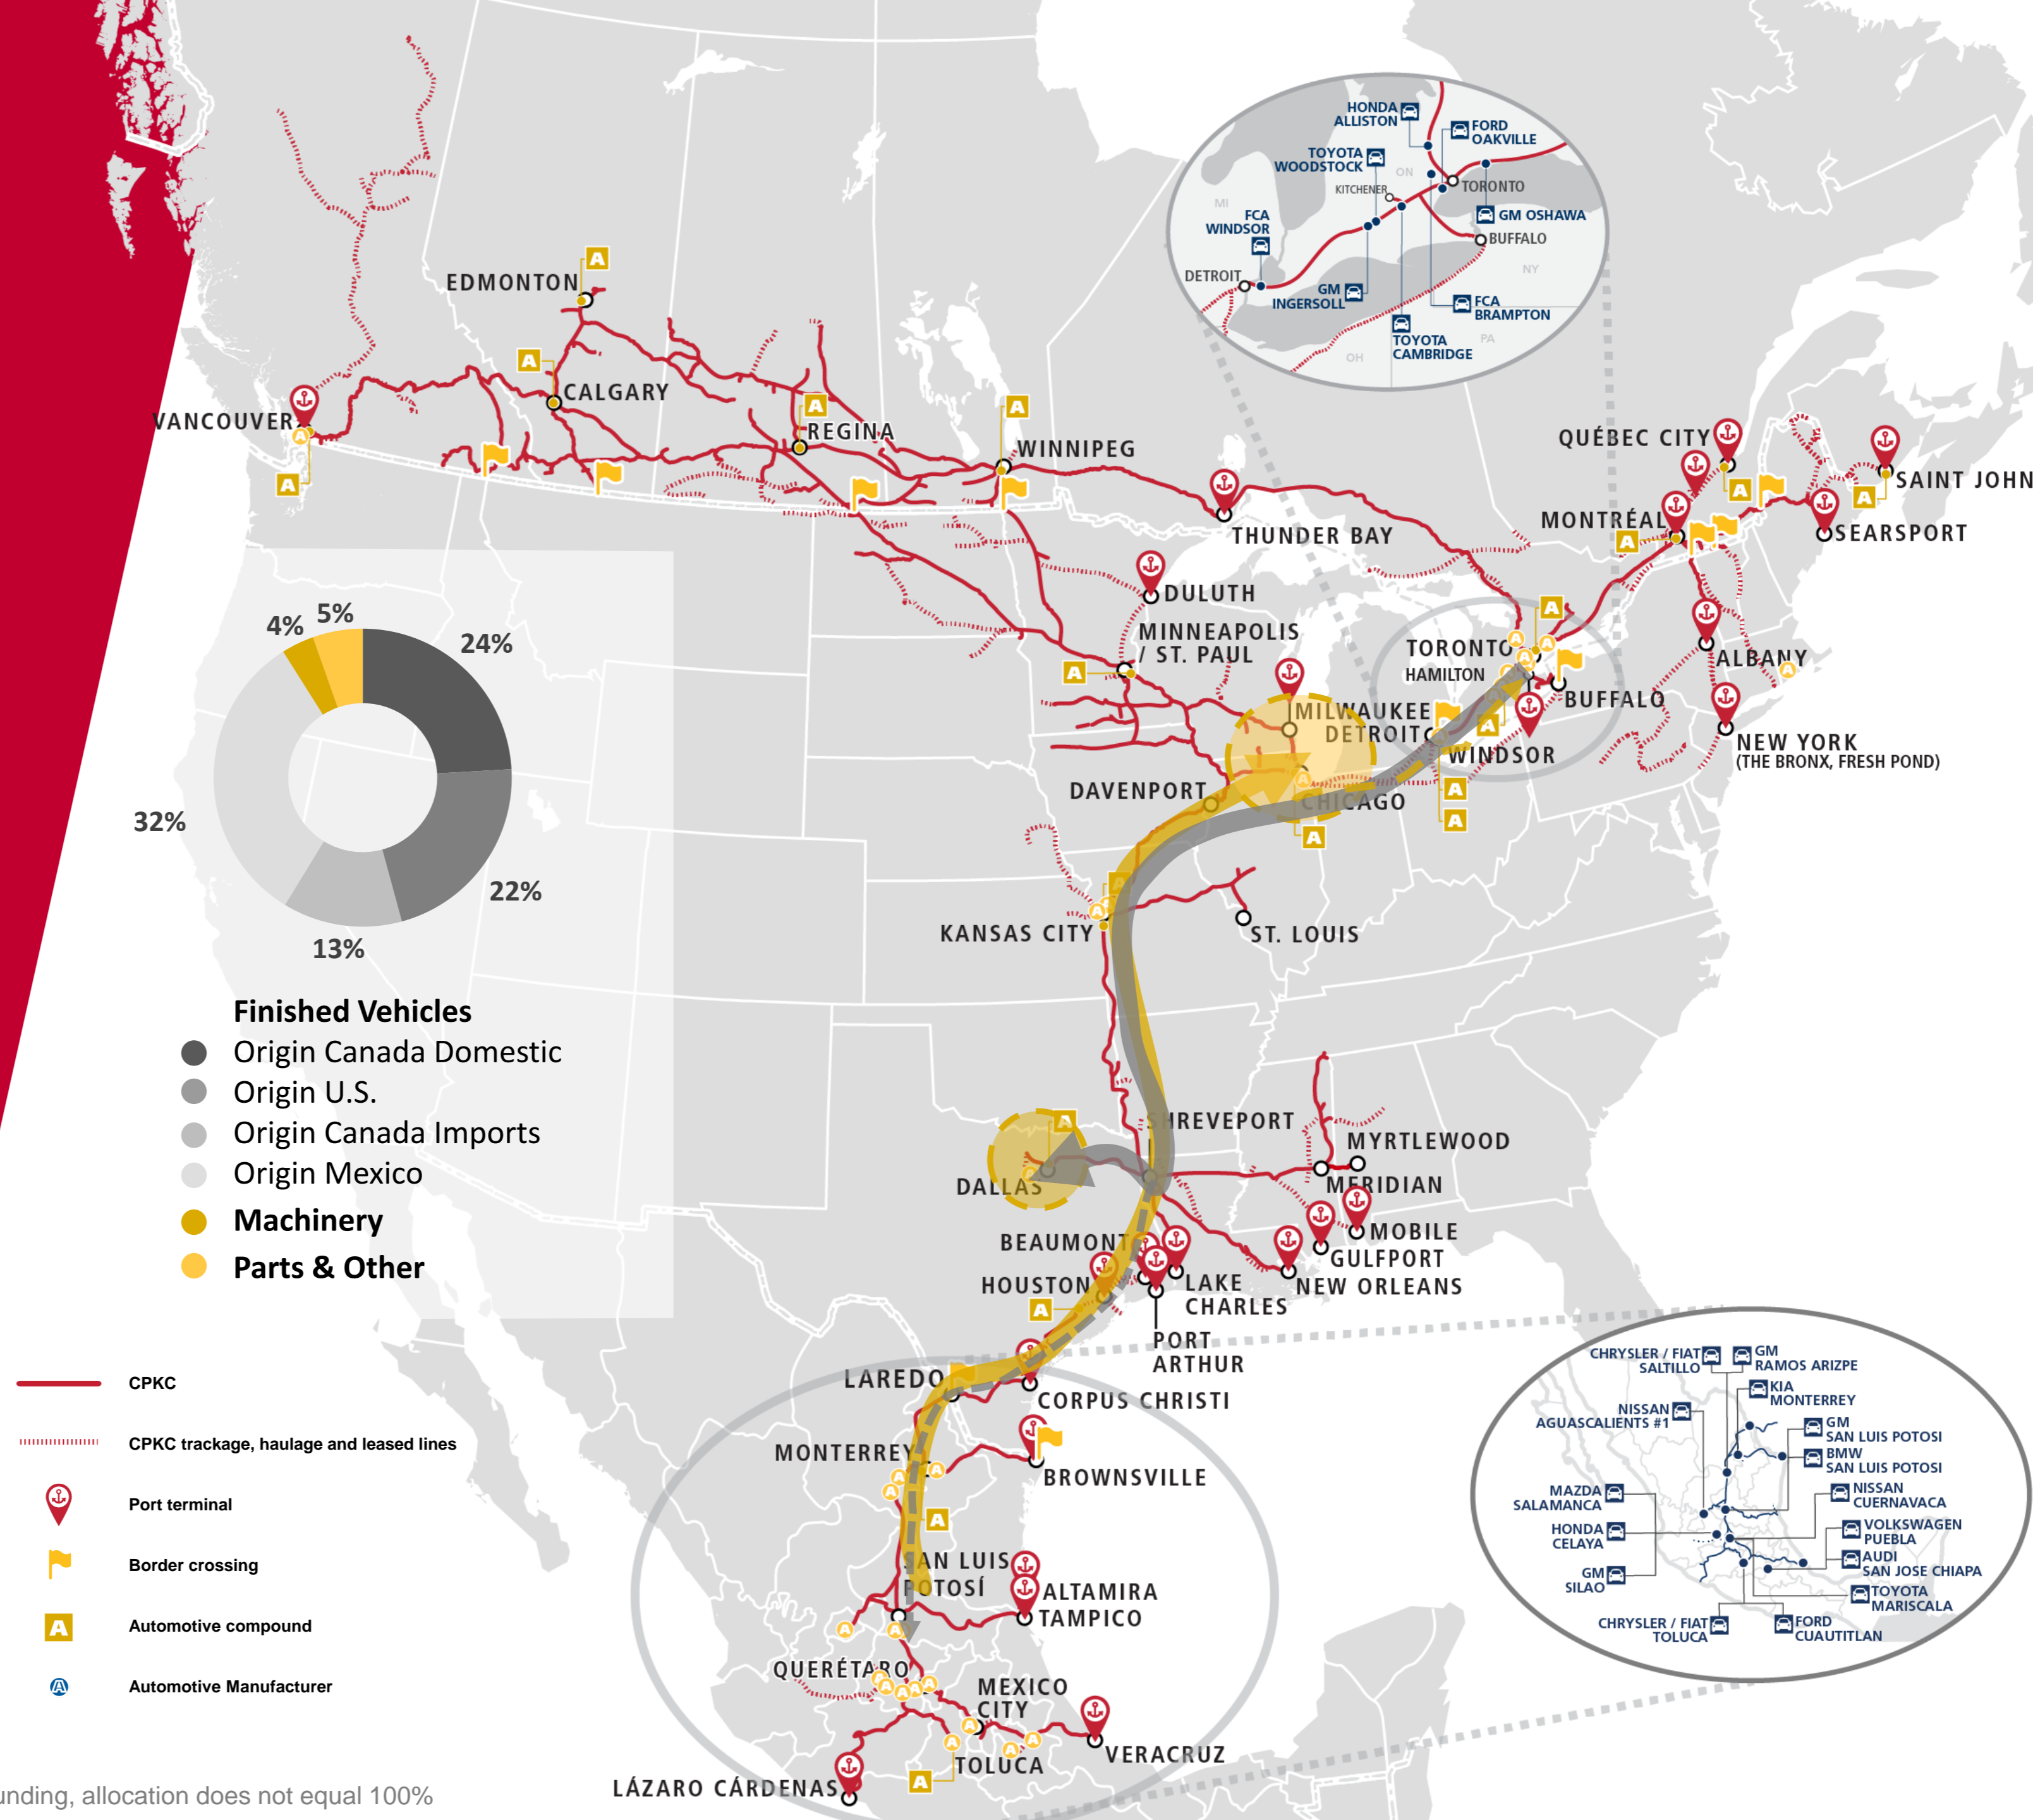 HONDA
ALLISTON
FORD
OAKVILLE
TOYOTA
WOODSTOCK
ON
KITCHENER
TORONTO
MI
FCA
WINDSOR
GM OSHAWA
BUFFALO
NY
DETROIT
GM
INGERSOLL
FCA
BRAMPTON
TOYOTA
CAMBRIDGE
PA
OH
EDMONTON
CALGARY
VANCOUVER
REGINA
WINNIPEG
THUNDER BAY
QUÉBEC CITY
SAINT JOHN
MONTRÉAL
SEARSPORT
DULUTH
MINNEAPOLIS
/ ST. PAUL
TORONTO
HAMILTON
ALBANY
BUFFALO
MILWAUKEE
DETROIT
WINDSOR
NEW YORK
(THE BRONX, FRESH POND)
DAVENPORT
CHICAGO
KANSAS CITY
ST. LOUIS
SHREVEPORT
MYRTLEWOOD
DALLAS
MERIDIAN
MOBILE
BEAUMONT
GULFPORT
HOUSTON
LAKE
CHARLES
NEW ORLEANS
PORT
ARTHUR
LAREDO
CORPUS CHRISTI
MONTERREY
BROWNSVILLE
SAN LUIS
POTOSÍ
ALTAMIRA
TAMPICO
QUERÉTARO
MEXICO
CITY
VERACRUZ
TOLUCA
LÁZARO CÁRDENAS
4%
5%
24%
32%
22%
13%
Finished Vehicles
Origin Canada Domestic
Origin U.S.
Origin Canada Imports
Origin Mexico
Machinery
Parts & Other
CPKC
CPKC trackage, haulage and leased lines
Port terminal
Border crossing
A Automotive compound
A Automotive Manufacturer
CHRYSLER / FIAT
SALTILLO
GM
RAMOS ARIZPE
KIA
MONTERREY
NISSAN
AGUASCALIENTS #1
GM
SAN LUIS POTOSI
BMW
SAN LUIS POTOSI
MAZDA
SALAMANCA
NISSAN
CUERNAVACA
HONDA
CELAYA
VOLKSWAGEN
PUEBLA
AUDI
SAN JOSE CHIAPA
GM
SILAO
TOYOTA
MARISCALA
CHRYSLER / FIAT
TOLUCA
FORD
CUAUTITLAN
unding, allocation does not equal 100%